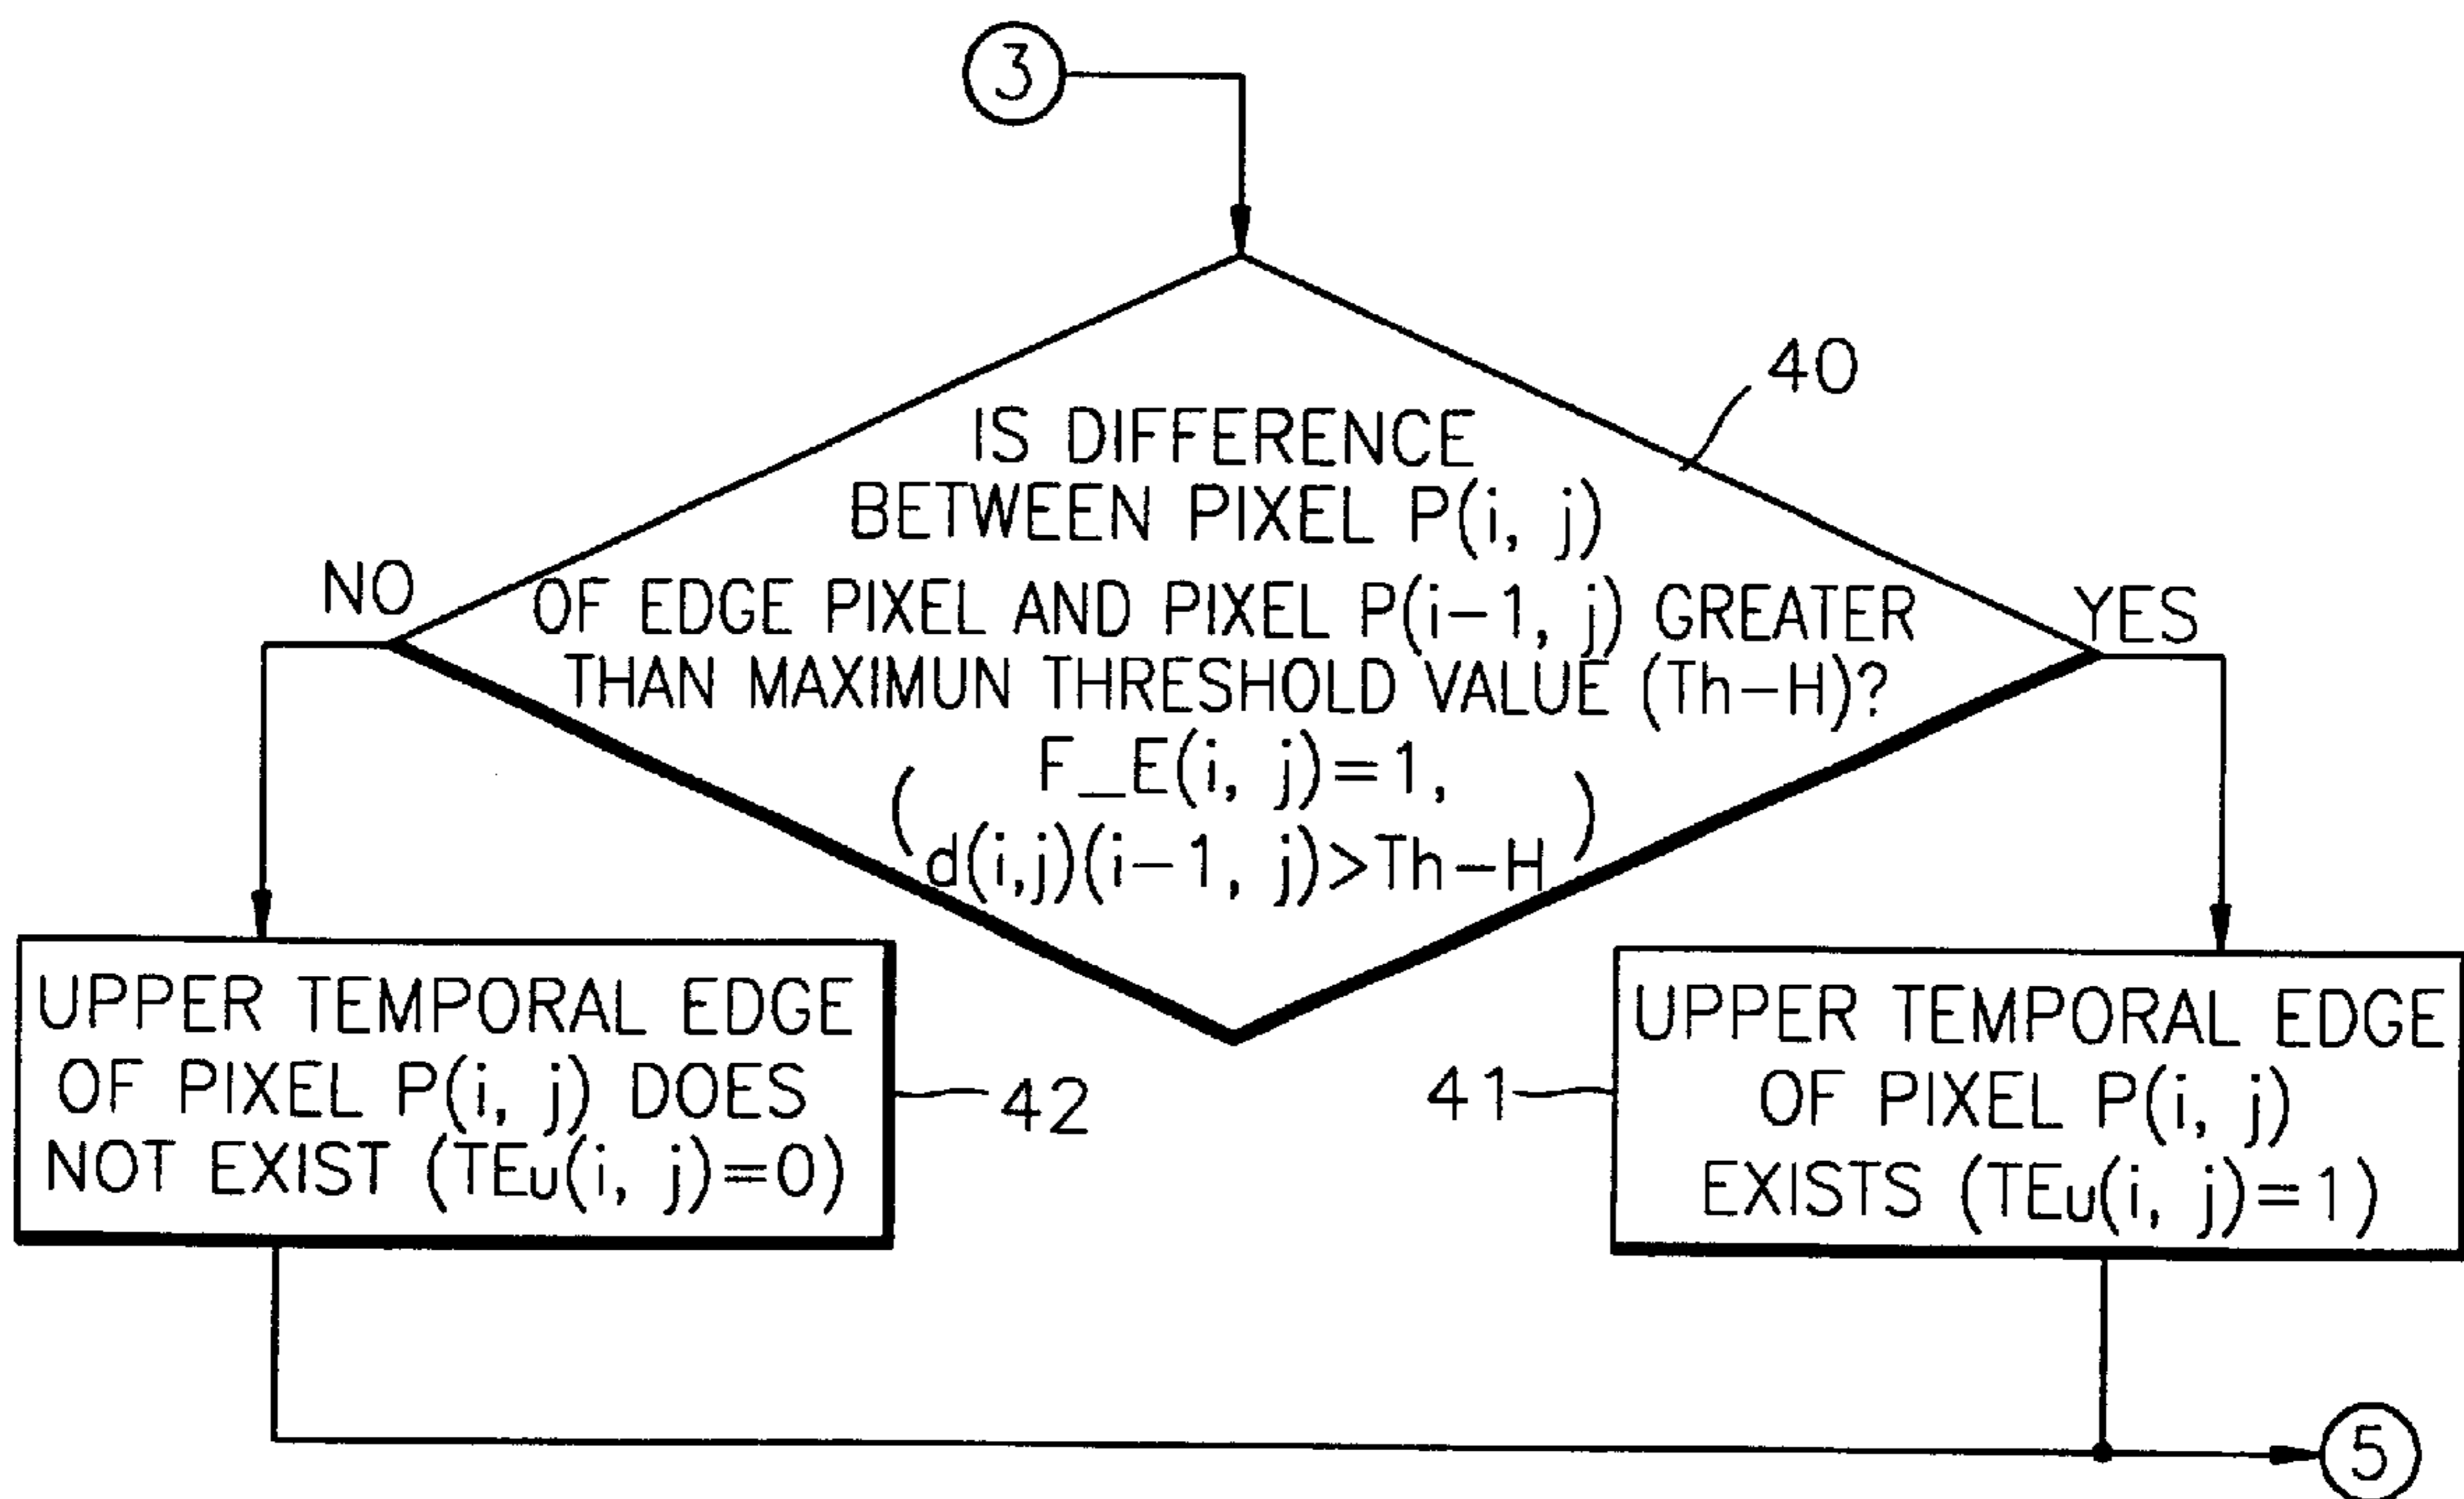 3
40
IS DIFFERENCE
BETWEEN PIXEL P(i, j)
OF EDGE PIXEL AND PIXEL P(i-1, j) GREATER
THAN MAXIMUN THRESHOLD VALUE (Th-H)?
( F_E(i, j)=1,
d(i,j)(i-1, j)>Th-H )
NO
YES
UPPER TEMPORAL EDGE
OF PIXEL P(i, j) DOES
NOT EXIST (TEu(i, j)=0)
42
41
UPPER TEMPORAL EDGE
OF PIXEL P(i, j)
EXISTS (TEu(i, j)=1)
5